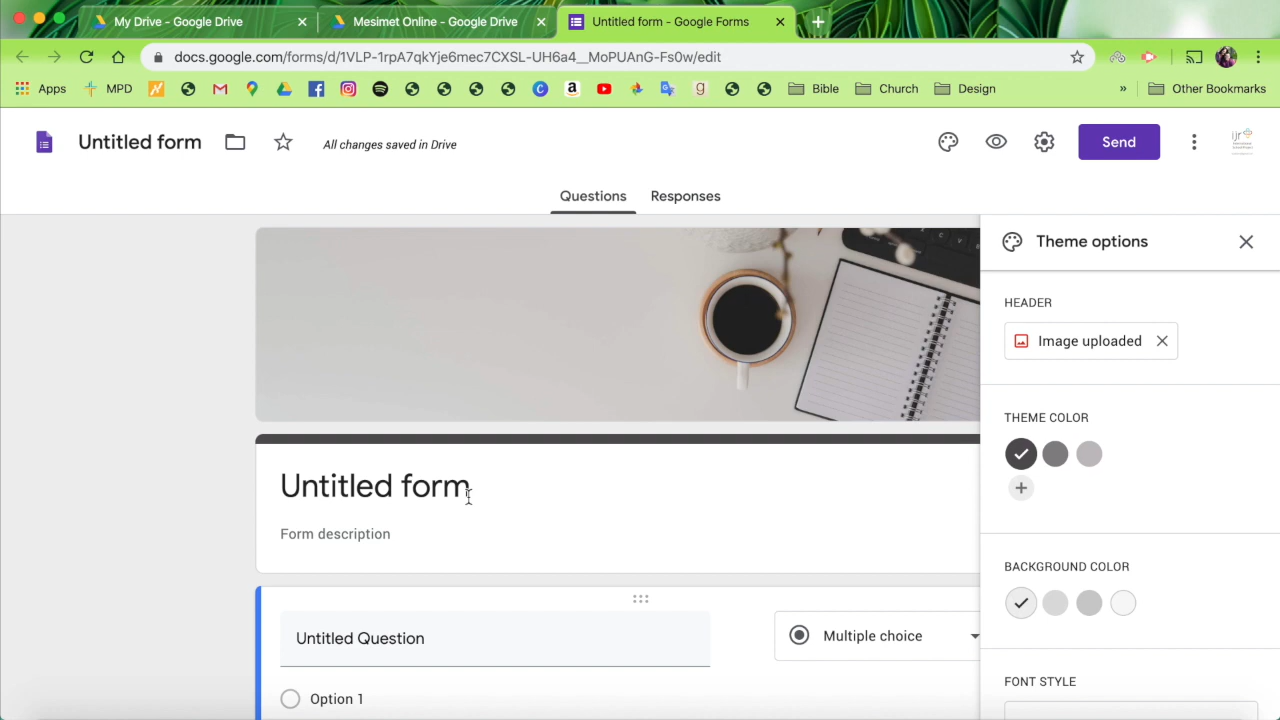 My Drive - Google Drive
Mesimet Online - Google Drive
Untitled form - Google Forms
docs.google.com/forms/d/1VLP-1rpA7qkYje6mec7CXSL-UH6a4__MoPUAnG-Fs0w/edit
Apps
MPD
Bible
Church
Design
»
Other Bookmarks
Untitled form
All changes saved in Drive
Send
ijr
Questions
Responses
Theme options
HEADER
Image uploaded
THEME COLOR
Untitled form
Form description
BACKGROUND COLOR
Untitled Question
Multiple choice
FONT STYLE
Option 1